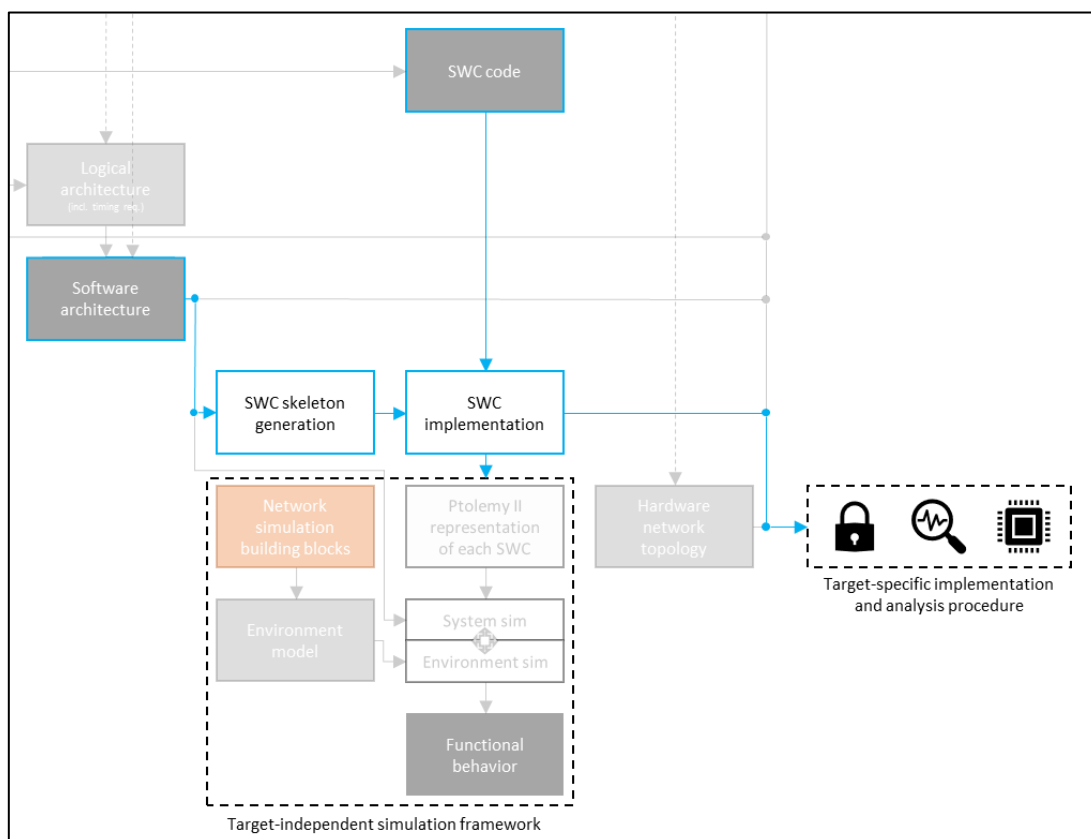 SWC code
Logical
architecture
(incl. timing req.)
Software
architecture
SWC skeleton
generation
SWC
implementation
Network
simulation
building blocks
Ptolemy II
representation
of each SWC
Hardware
network
topology
Target-specific implementation
and analysis procedure
Environment
model
System sim
Environment sim
Functional
behavior
Target-independent simulation framework